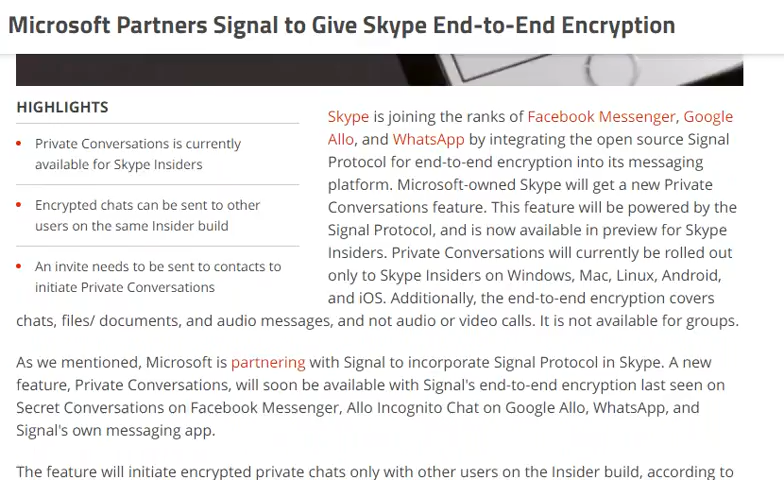 Microsoft Partners Signal to Give Skype End-to-End Encryption
HIGHLIGHTS
Private Conversations is currently
available for Skype Insiders
Encrypted chats can be sent to other
users on the same Insider build
An invite needs to be sent to contacts to
initiate Private Conversations
Skype is joining the ranks of Facebook Messenger, Google
Allo, and WhatsApp by integrating the open source Signal
Protocol for end-to-end encryption into its messaging
platform. Microsoft-owned Skype will get a new Private
Conversations feature. This feature will be powered by the
Signal Protocol, and is now available in preview for Skype
Insiders. Private Conversations will currently be rolled out
only to Skype Insiders on Windows, Mac, Linux, Android,
and iOS. Additionally, the end-to-end encryption covers
chats, files/ documents, and audio messages, and not audio or video calls. It is not available for groups.
As we mentioned, Microsoft is partnering with Signal to incorporate Signal Protocol in Skype. A new
feature, Private Conversations, will soon be available with Signal's end-to-end encryption last seen on
Secret Conversations on Facebook Messenger, Allo Incognito Chat on Google Allo, WhatsApp, and
Signal's own messaging app.
The feature will initiate encrypted private chats only with other users on the Insider build, according to